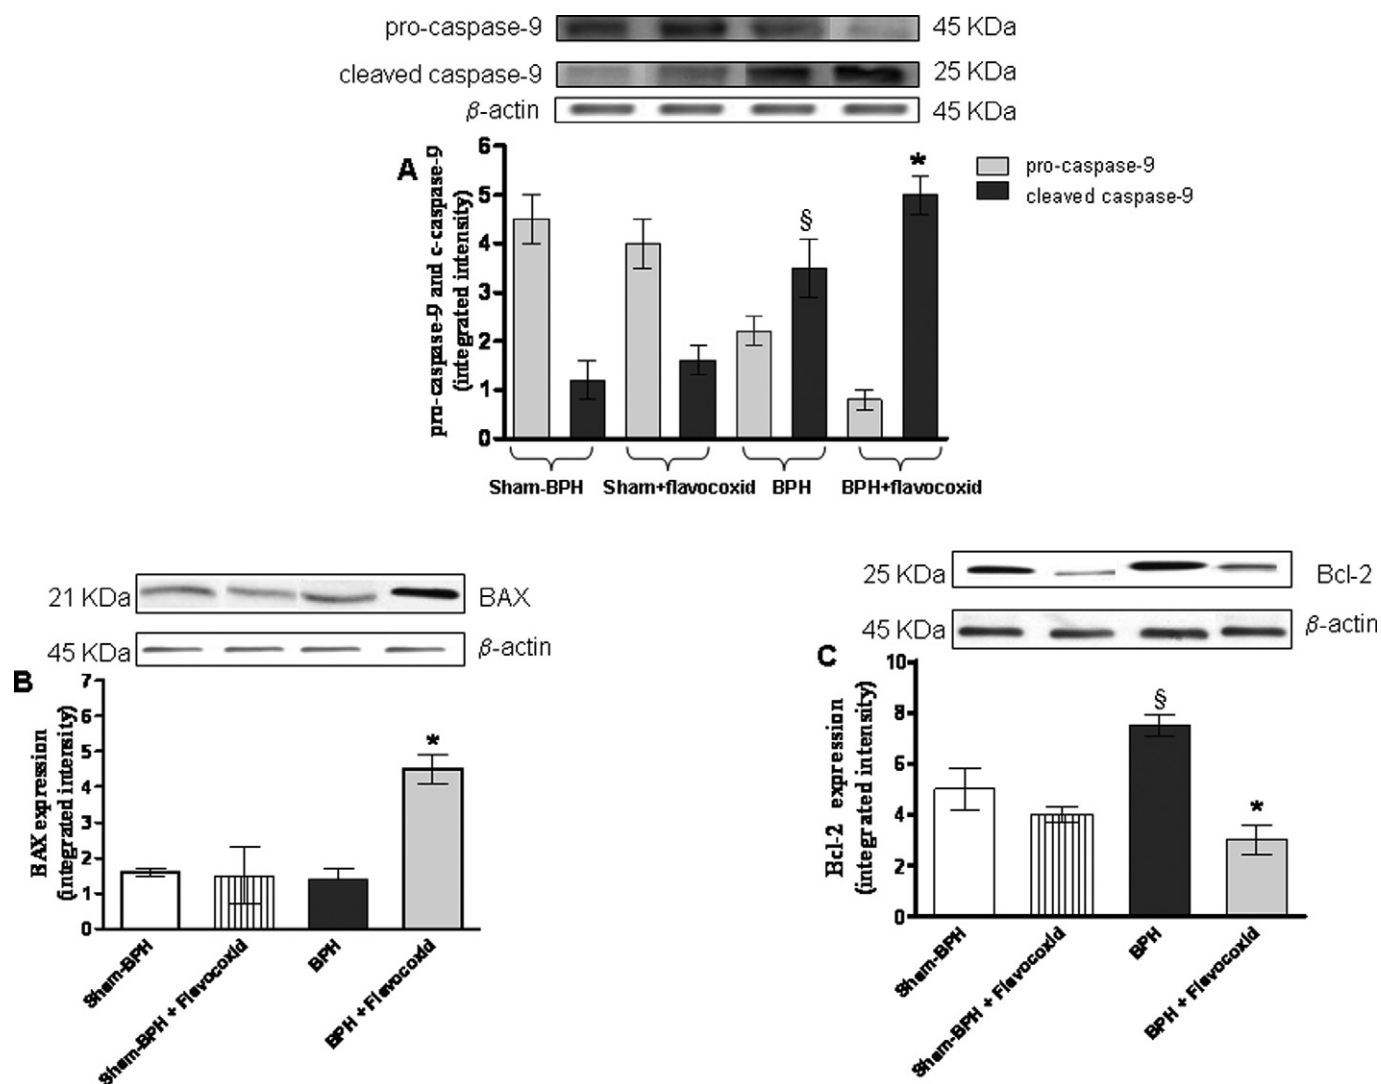 pro-caspase-9 45 KDa
cleaved caspase-9 25 KDa
β-actin 45 KDa
A
pro-caspase-9 and c-caspase-9
(integrated intensity)
6
5
4
3
2
1
0
§
*
pro-caspase-9
cleaved caspase-9
Sham-BPH Sham+flavocoxid BPH BPH+flavocoxid
21 KDa BAX
45 KDa β-actin
B
BAX expression
(integrated intensity)
7
6
5
4
3
2
1
0
*
Sham-BPH
Sham-BPH + Flavocoxid
BPH
BPH + Flavocoxid
25 KDa Bcl-2
45 KDa β-actin
C
Bcl-2 expression
(integrated intensity)
10
8
6
4
2
0
§
*
Sham-BPH
Sham-BPH + Flavocoxid
BPH
BPH + Flavocoxid